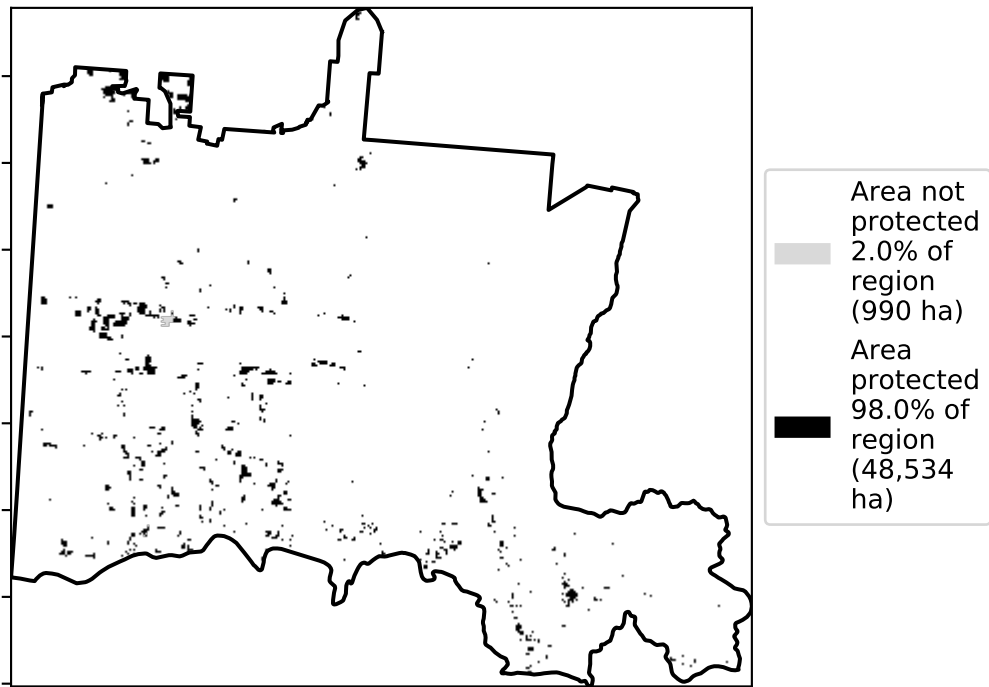 Area not
protected
2.0% of
region
(990 ha)
Area
protected
98.0% of
region
(48,534
ha)